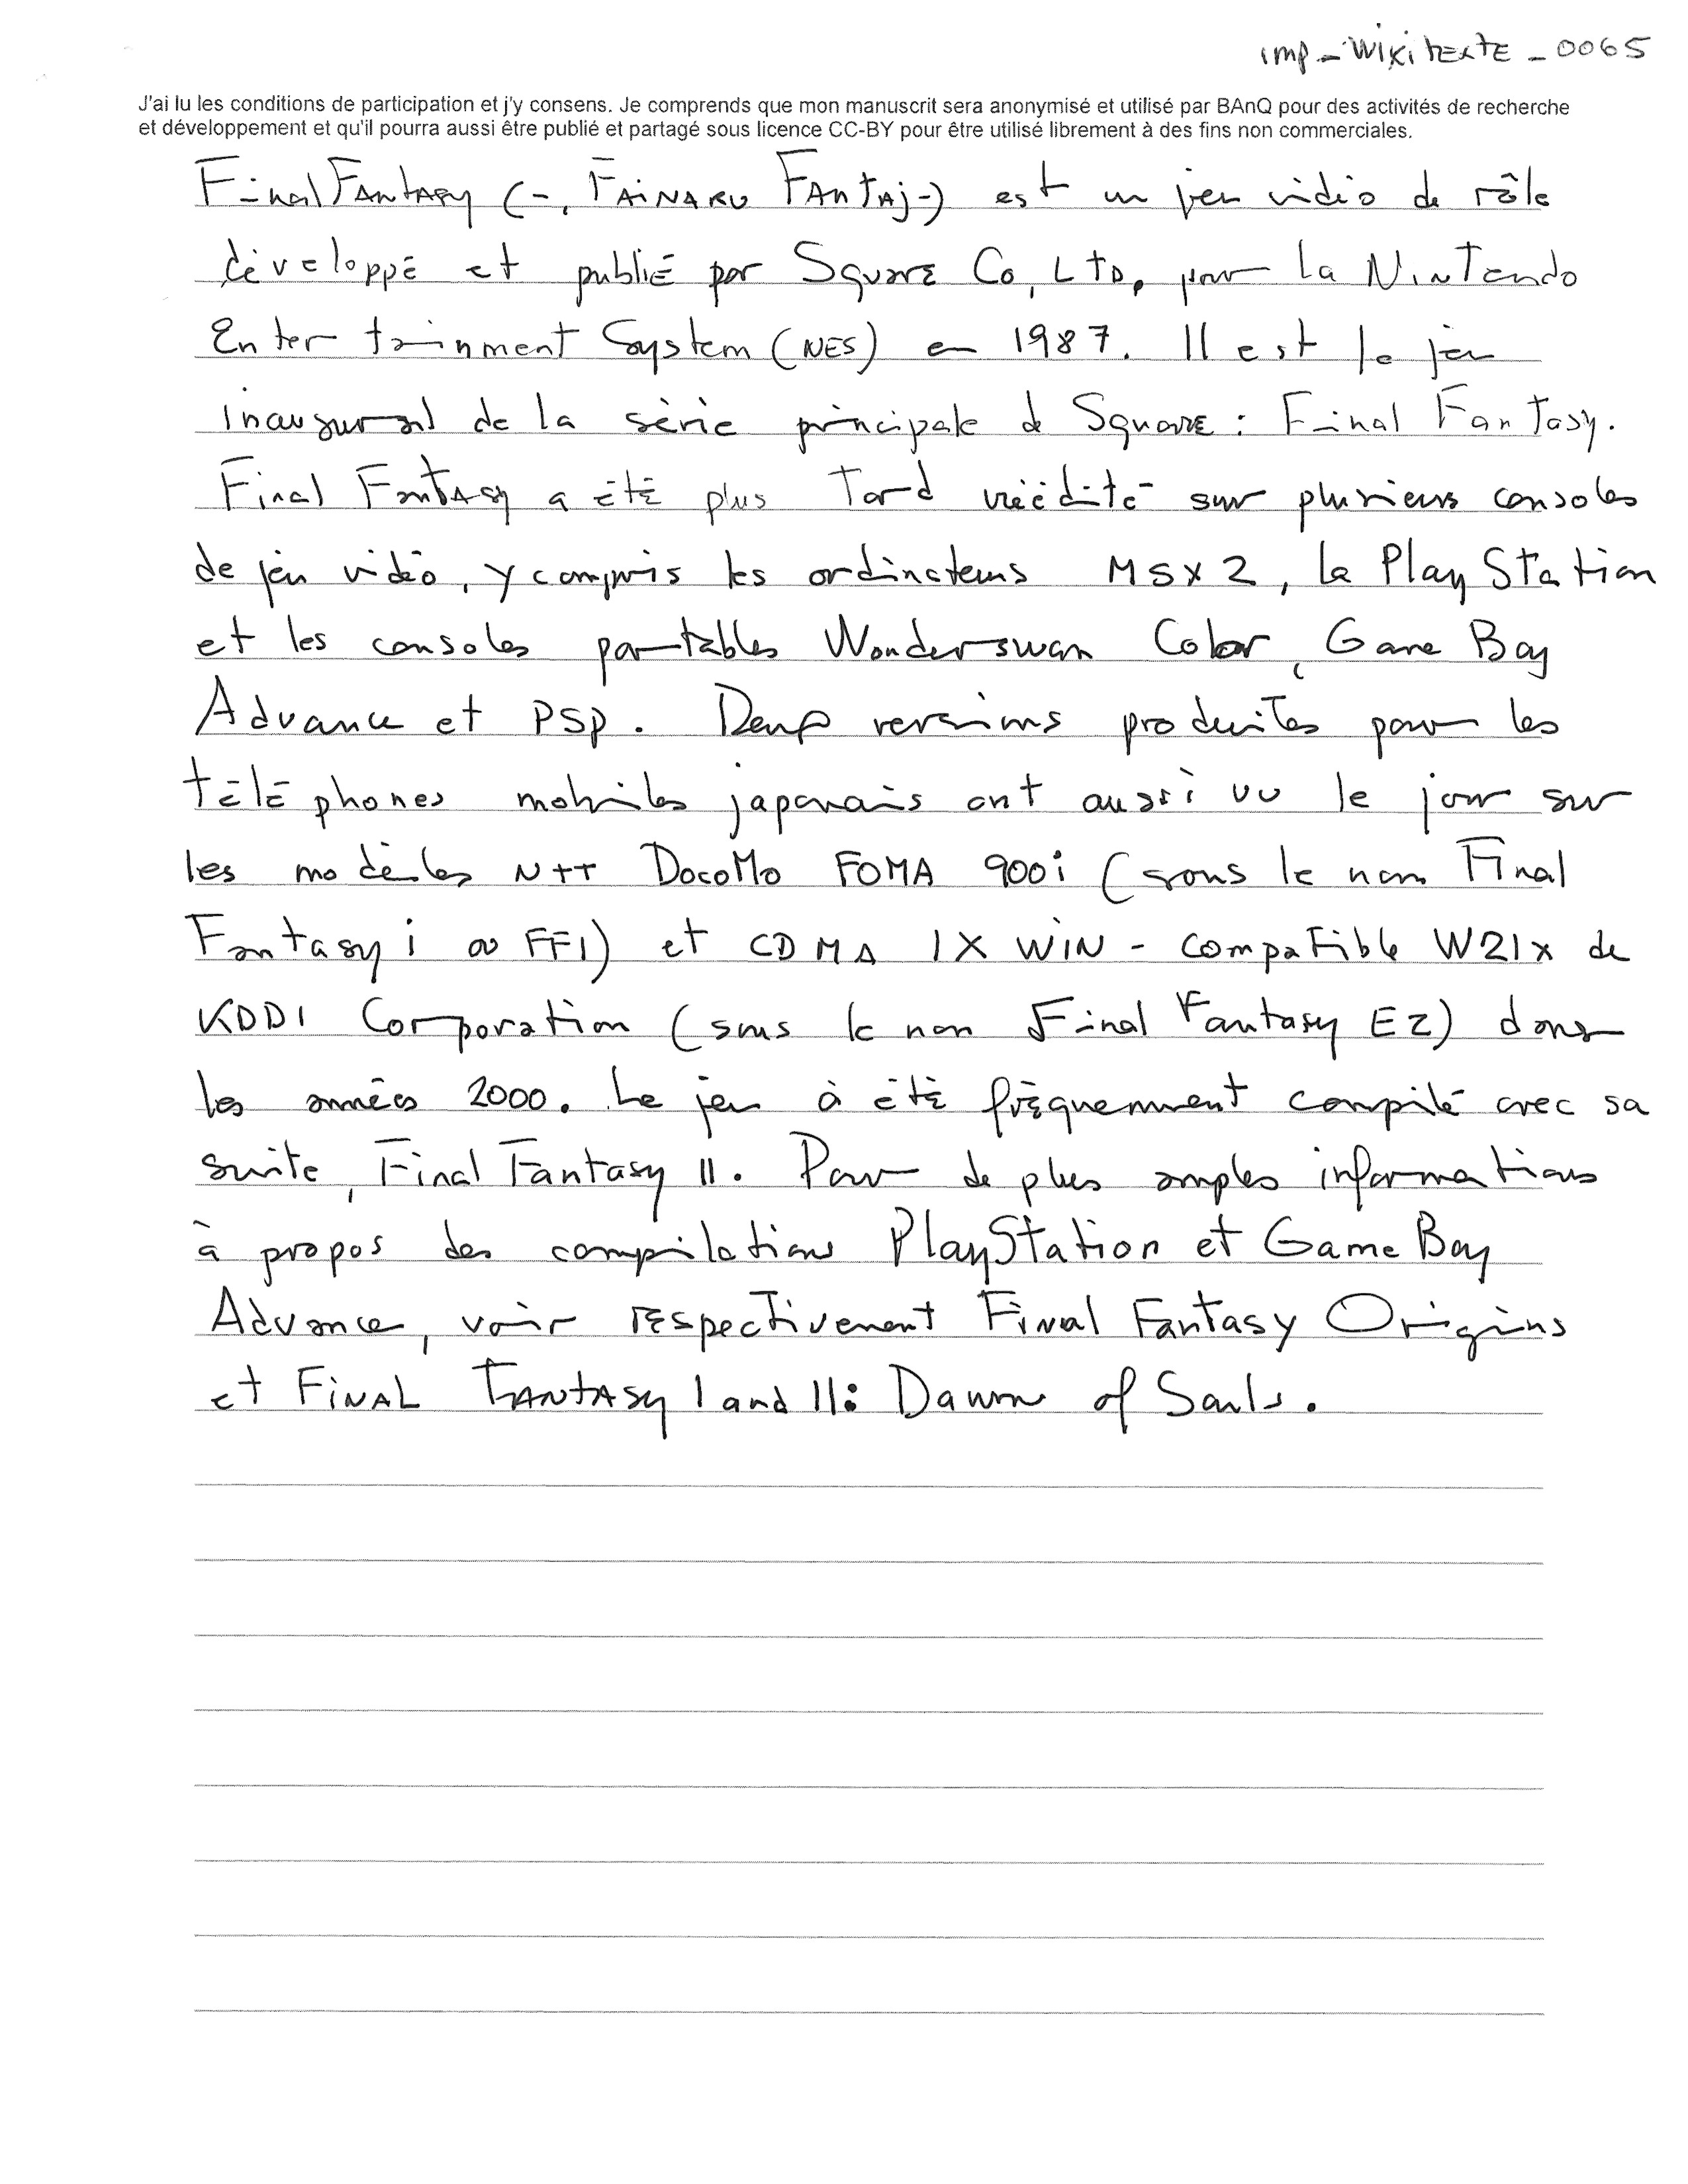 imp-Wikitexte-0065
J'ai lu les conditions de participation et j'y consens. Je comprends que mon manuscrit sera anonymisé et utilisé par BAnQ pour des activités de recherche
et développement et qu'il pourra aussi être publié et partagé sous licence CC-BY pour être utilisé librement à des fins non commerciales.
Final Fantasy (-, Fainaru Fantaji-) est un jeu vidéo de rôle
développé et publié par Square Co, Ltd, pour la Nintendo
Entertainment System (NES) en 1987. Il est le jeu
inaugural de la série principale de Square : Final Fantasy.
Final Fantasy a été plus Tard réédité sur plusieurs consoles
de jeu vidéo, y compris les ordinateurs MSX2, la PlayStation
et les consoles portables Wonderswan Color, Game Boy
Advance et PSP. Deux versions produites pour les
téléphones mobiles japonais ont aussi vu le jour sur
les modèles NTT DocoMo FOMA 900i (sous le nom Final
Fantasy i ou FFI) et CDMA 1X WIN - compatible W21x de
KDDI Corporation (sous le nom Final Fantasy EZ) dans
les années 2000. Le jeu à été fréquemment compilé avec sa
suite, Final Fantasy II. Pour de plus amples informations
à propos des compilations PlayStation et Game Boy
Advance, voir respectivement Final Fantasy Origins
et Final Fantasy I and II: Dawn of Souls.